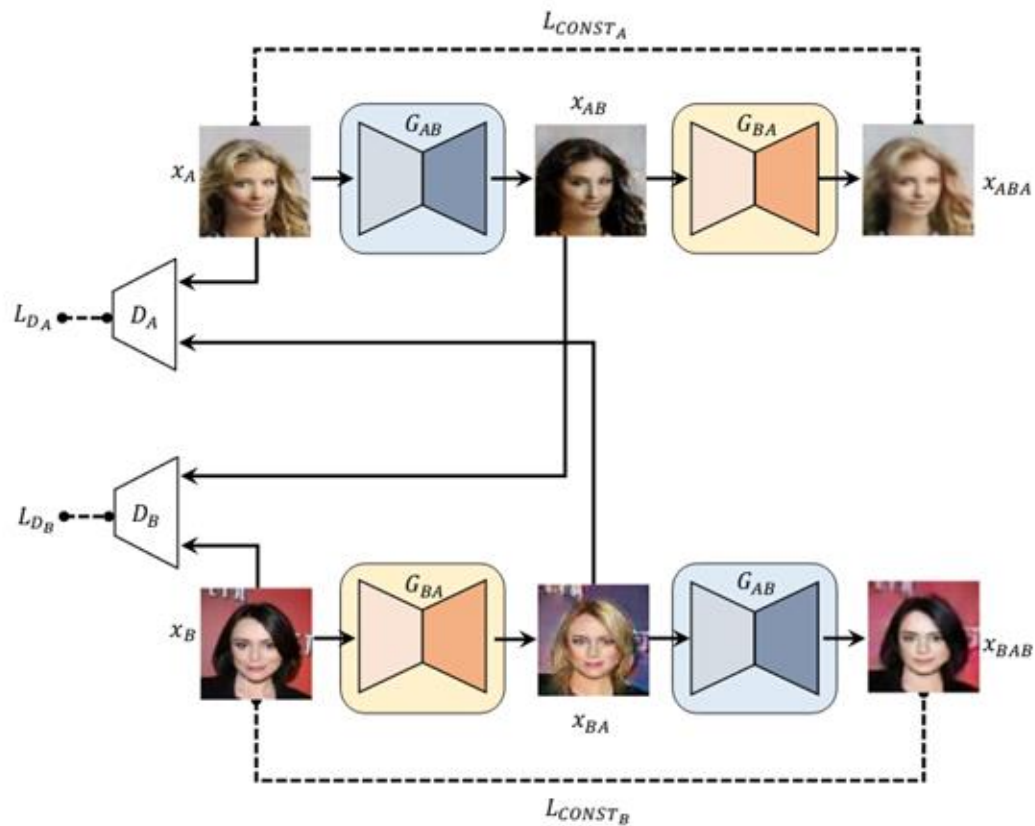 L_{CONST_A}
x_{AB}
G_{AB}
G_{BA}
x_A
x_{ABA}
L_{D_A}
D_A
L_{D_B}
D_B
G_{BA}
G_{AB}
x_B
x_{BAB}
x_{BA}
L_{CONST_B}